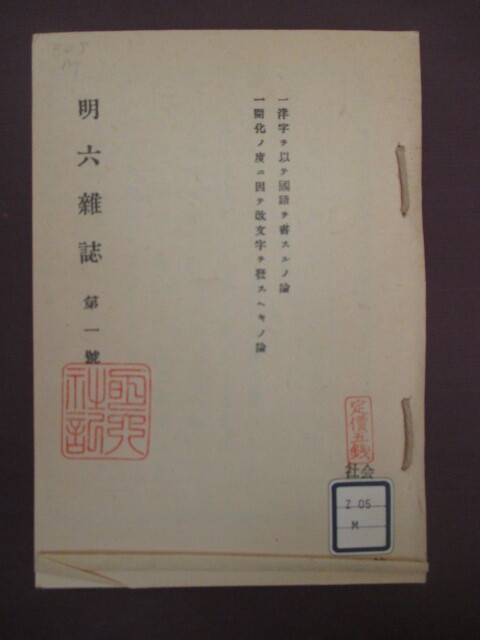 一洋字ヲ以テ國語ヲ書スルノ論
一開化ノ度ニ因テ改文字ヲ發スヘキノ論
明六雜誌 第一號
明六社記
定價五錢
会社
Z 05
M